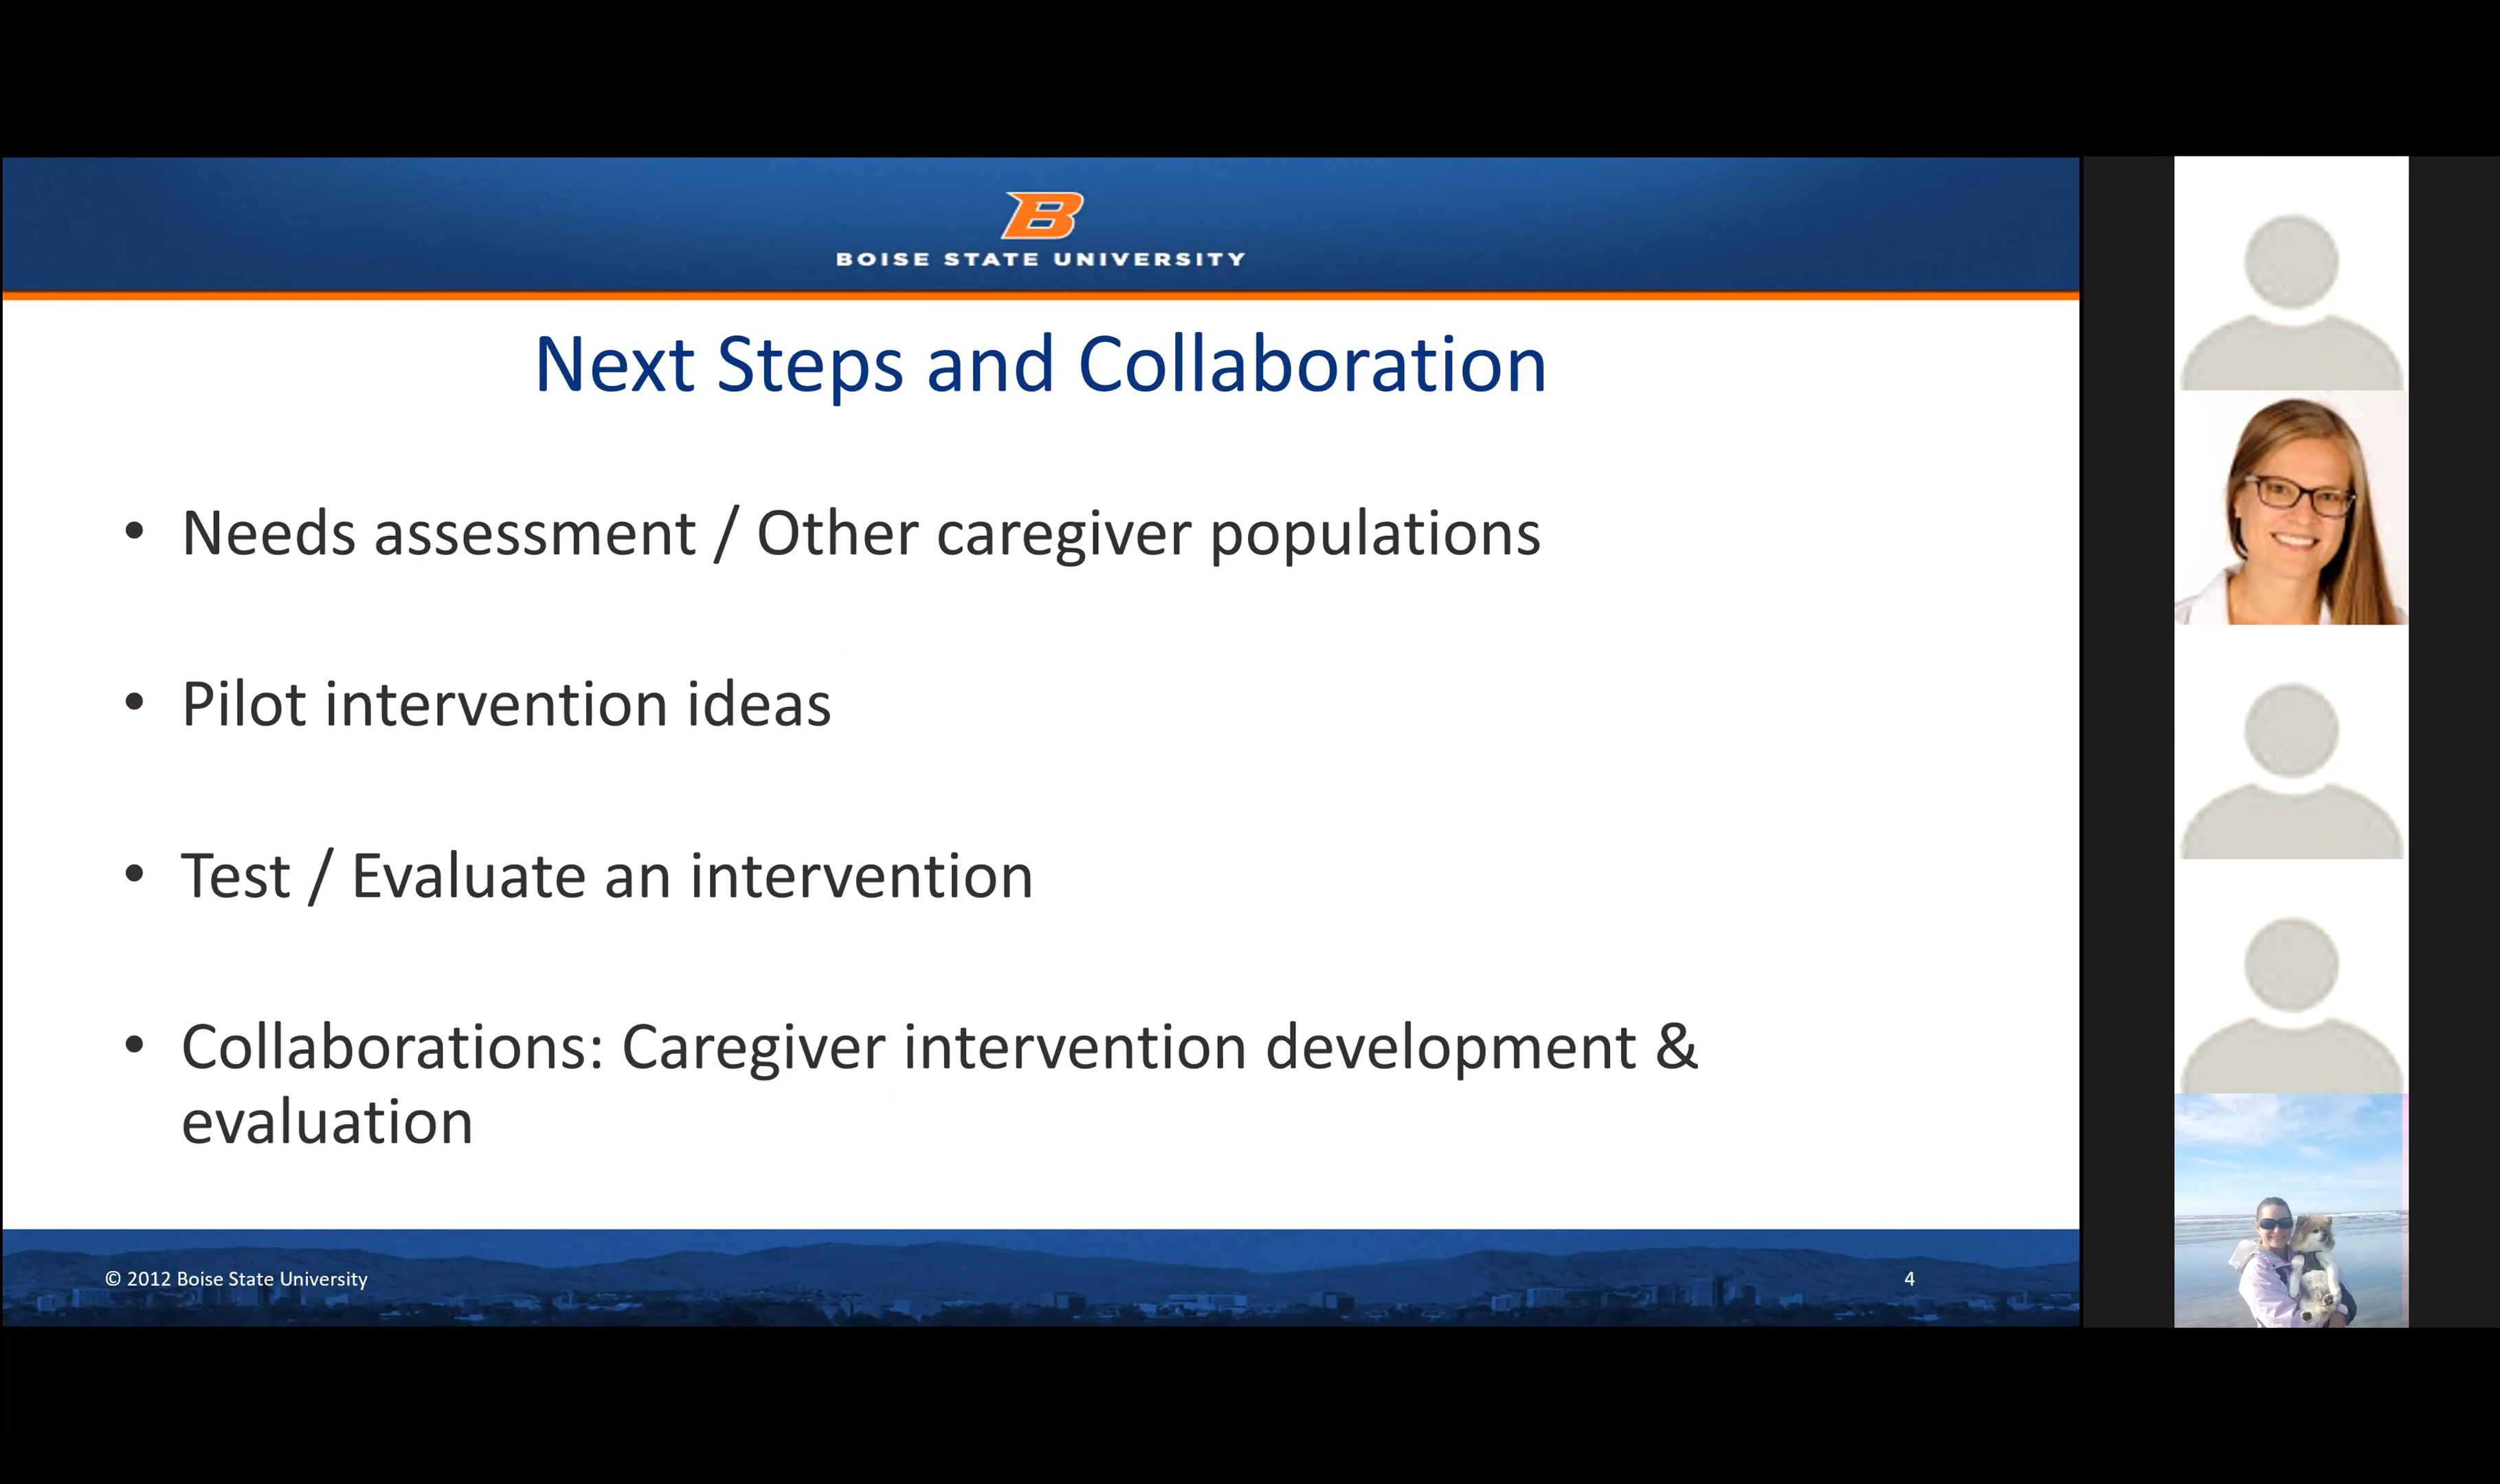 B
BOISE STATE UNIVERSITY
Next Steps and Collaboration
• Needs assessment / Other caregiver populations
• Pilot intervention ideas
• Test / Evaluate an intervention
• Collaborations: Caregiver intervention development &
evaluation
© 2012 Boise State University
4